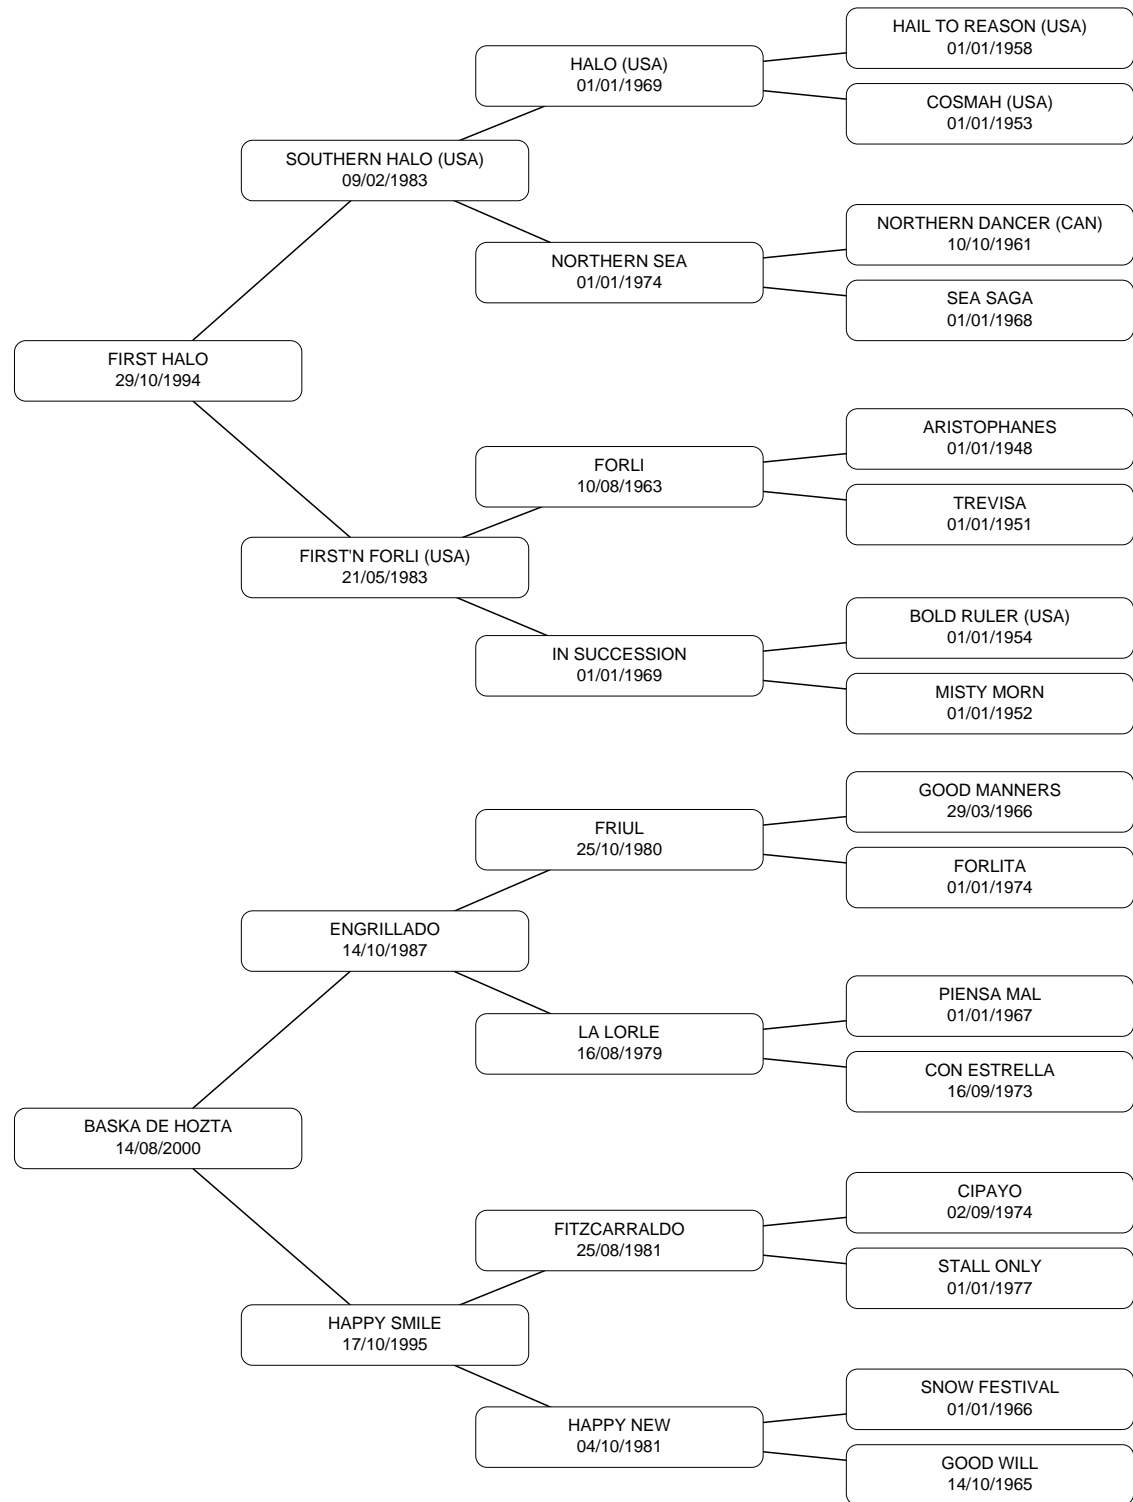 HAIL TO REASON (USA)
01/01/1958
HALO (USA)
01/01/1969
COSMAH (USA)
01/01/1953
SOUTHERN HALO (USA)
09/02/1983
NORTHERN DANCER (CAN)
10/10/1961
NORTHERN SEA
01/01/1974
SEA SAGA
01/01/1968
FIRST HALO
29/10/1994
ARISTOPHANES
01/01/1948
FORLI
10/08/1963
TREVISA
01/01/1951
FIRST'N FORLI (USA)
21/05/1983
BOLD RULER (USA)
01/01/1954
IN SUCCESSION
01/01/1969
MISTY MORN
01/01/1952
GOOD MANNERS
29/03/1966
FRIUL
25/10/1980
FORLITA
01/01/1974
ENGRILLADO
14/10/1987
PIENSA MAL
01/01/1967
LA LORLE
16/08/1979
CON ESTRELLA
16/09/1973
BASKA DE HOZTA
14/08/2000
CIPAYO
02/09/1974
FITZCARRALDO
25/08/1981
STALL ONLY
01/01/1977
HAPPY SMILE
17/10/1995
SNOW FESTIVAL
01/01/1966
HAPPY NEW
04/10/1981
GOOD WILL
14/10/1965